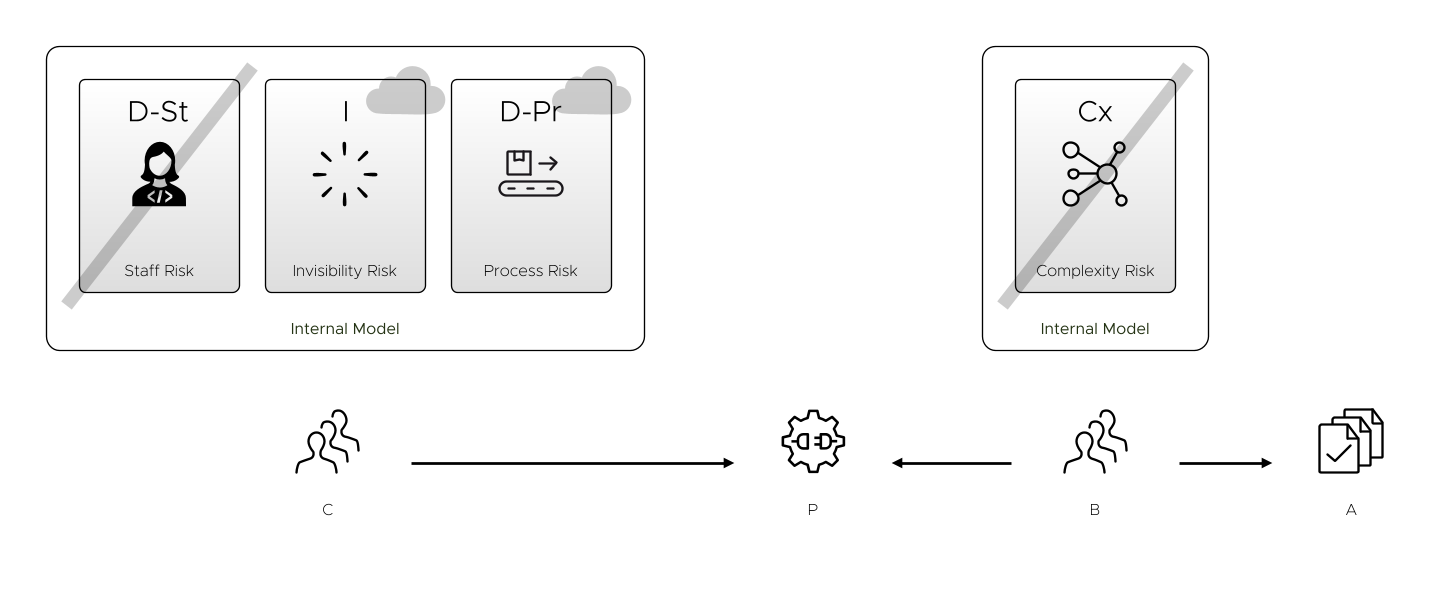 D-St
I
D-Pr
Cx
Staff Risk
Invisibility Risk
Process Risk
Complexity Risk
Internal Model
Internal Model
C
P
B
A